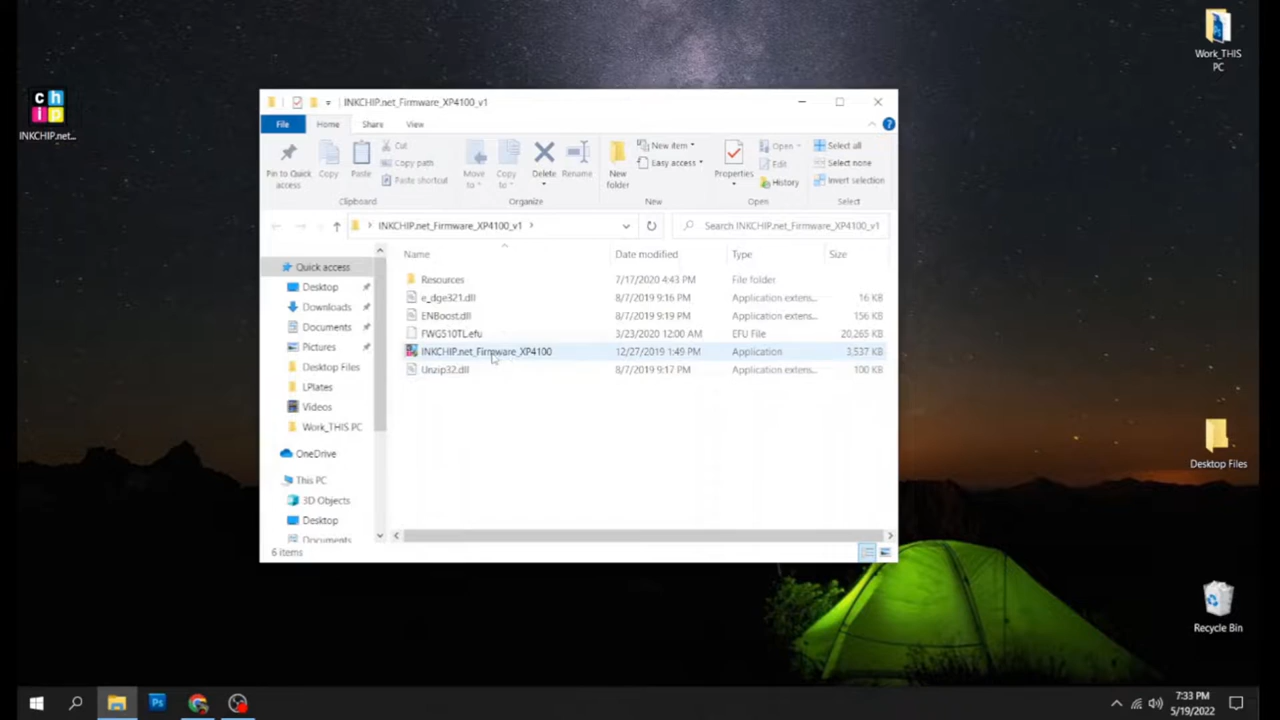 Work_THIS
PC
chip
INKCHIP.net...
INKCHIP.net_Firmware_XP4100_v1
File Home Share View
Pin to Quick
access
Copy
Paste
Cut
Copy path
Paste shortcut
Clipboard
Move
to
Copy
to
Delete
Rename
Organize
New
folder
New item
Easy access
New
Properties
Open
Edit
History
Open
Select all
Select none
Invert selection
Select
INKCHIP.net_Firmware_XP4100_v1
Search INKCHIP.net_Firmware_XP4100_v1
Name Date modified Type Size
Resources 7/17/2020 4:43 PM File folder
e_dge321.dll 8/7/2019 9:16 PM Application extens... 16 KB
ENBoost.dll 8/7/2019 9:19 PM Application extens... 156 KB
FWG510TL.efu 3/23/2020 12:00 AM EFU File 20,265 KB
INKCHIP.net_Firmware_XP4100 12/27/2019 1:49 PM Application 3,537 KB
Unzip32.dll 8/7/2019 9:17 PM Application extens... 100 KB
Quick access
Desktop
Downloads
Documents
Pictures
Desktop Files
LPlates
Videos
Work_THIS PC
OneDrive
This PC
3D Objects
Desktop
Documents
6 items
Desktop Files
Recycle Bin
Ps
7:33 PM
5/19/2022